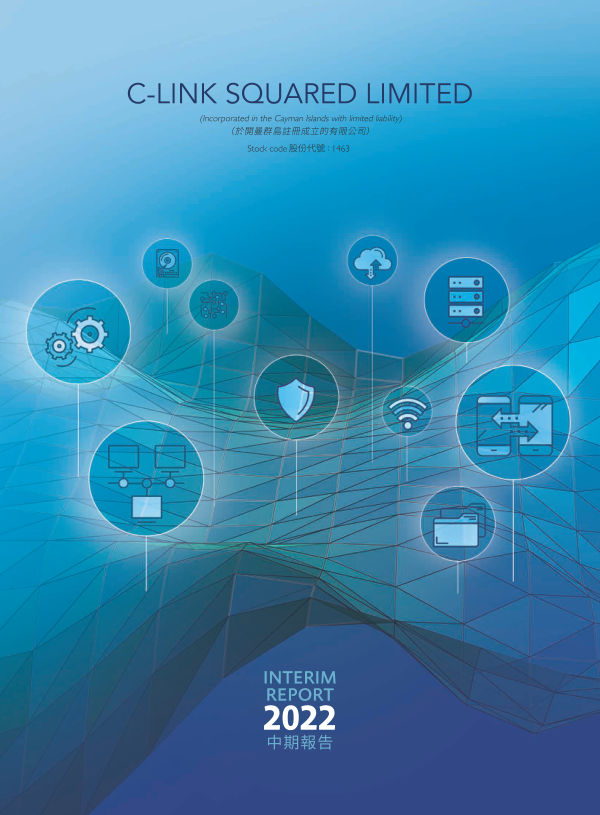 C-LINK SQUARED LIMITED
(Incorporated in the Cayman Islands with limited liability)
（於開曼群島註冊成立的有限公司）
Stock code 股份代號：1463
INTERIM
REPORT
2022
中期報告